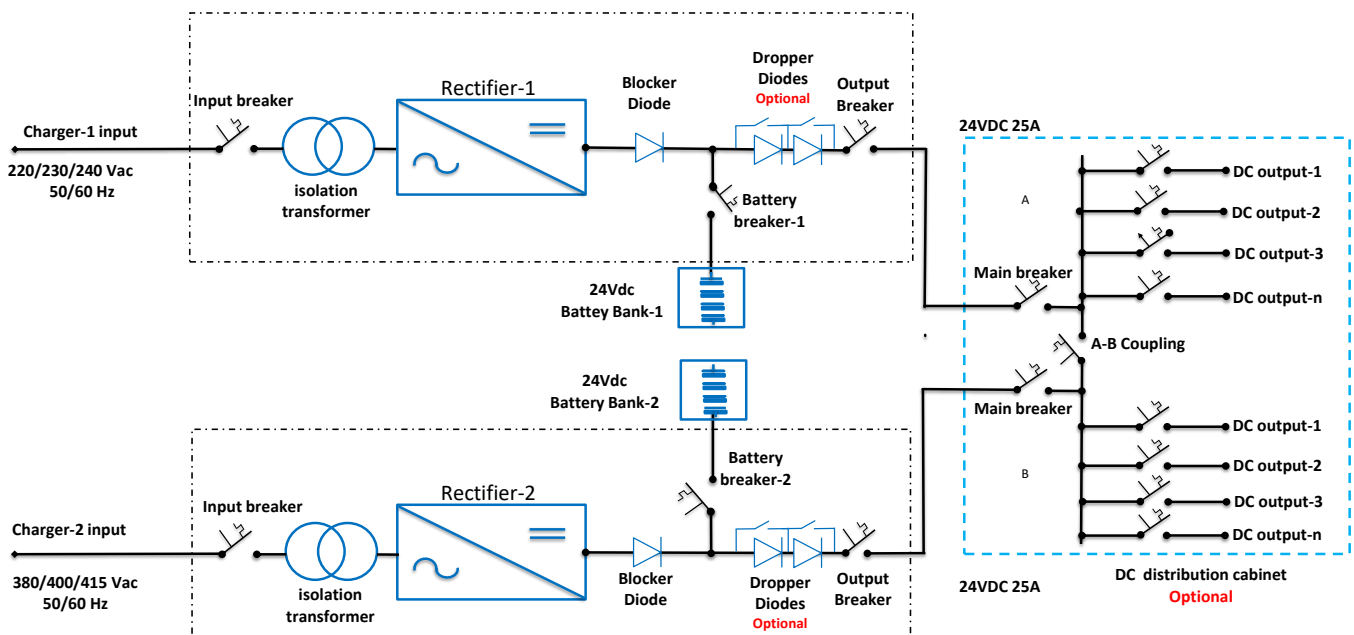 Rectifier-1
Blocker
Diode
Dropper
Diodes
Optional
Output
Breaker
Input breaker
Charger-1 input
220/230/240 Vac
50/60 Hz
isolation
transformer
Battery
breaker-1
24Vdc
Battey Bank-1
24VDC 25A
A
DC output-1
DC output-2
DC output-3
DC output-n
Main breaker
A-B Coupling
24Vdc
Battery Bank-2
Main breaker
B
DC output-1
DC output-2
DC output-3
DC output-n
Battery
breaker-2
Rectifier-2
Input breaker
Charger-2 input
380/400/415 Vac
50/60 Hz
isolation
transformer
Blocker
Diode
Dropper
Diodes
Optional
Output
Breaker
24VDC 25A
DC distribution cabinet
Optional